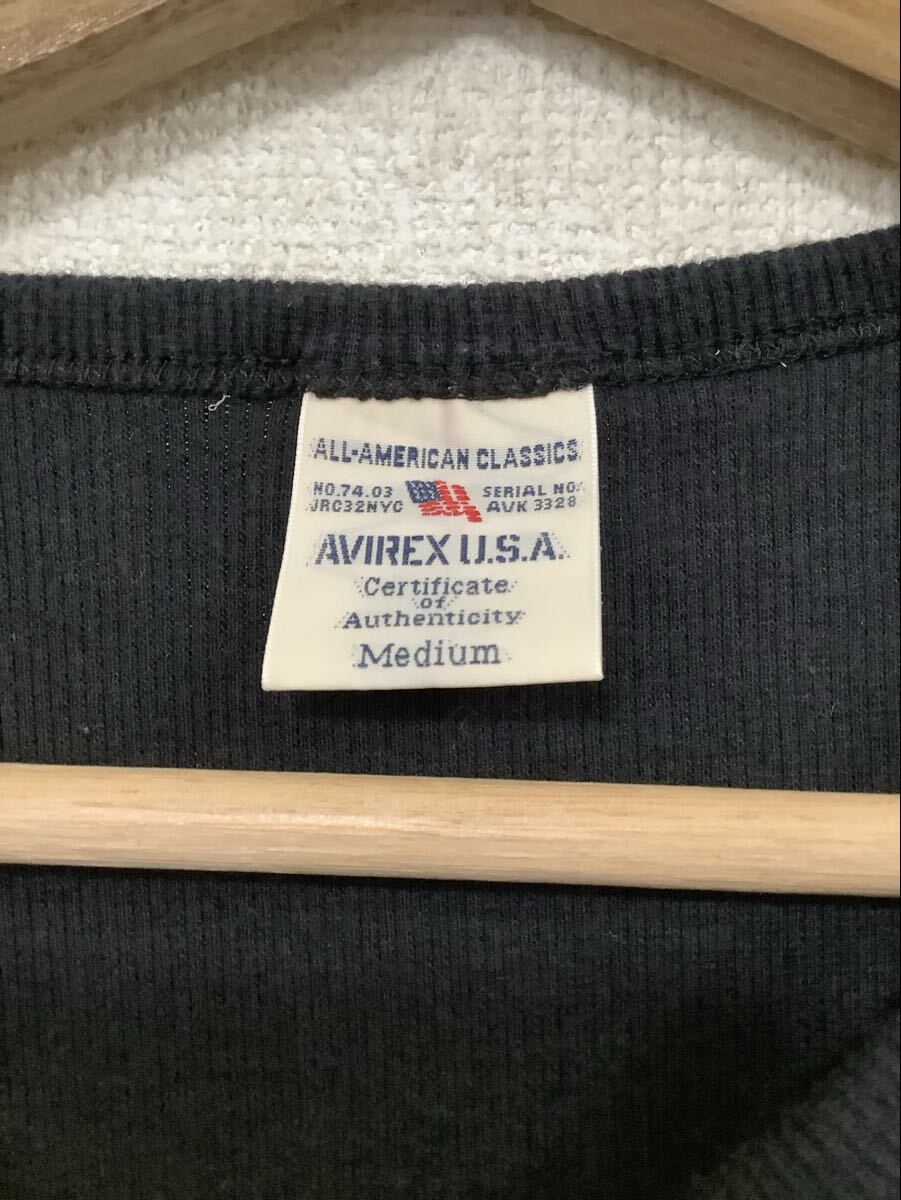 ALL-AMERICAN CLASSICS
NO.74.03 SERIAL NO.
JRC32NYC AVK 3328
AVIREX U.S.A.
Certificate
of
Authenticity
Medium